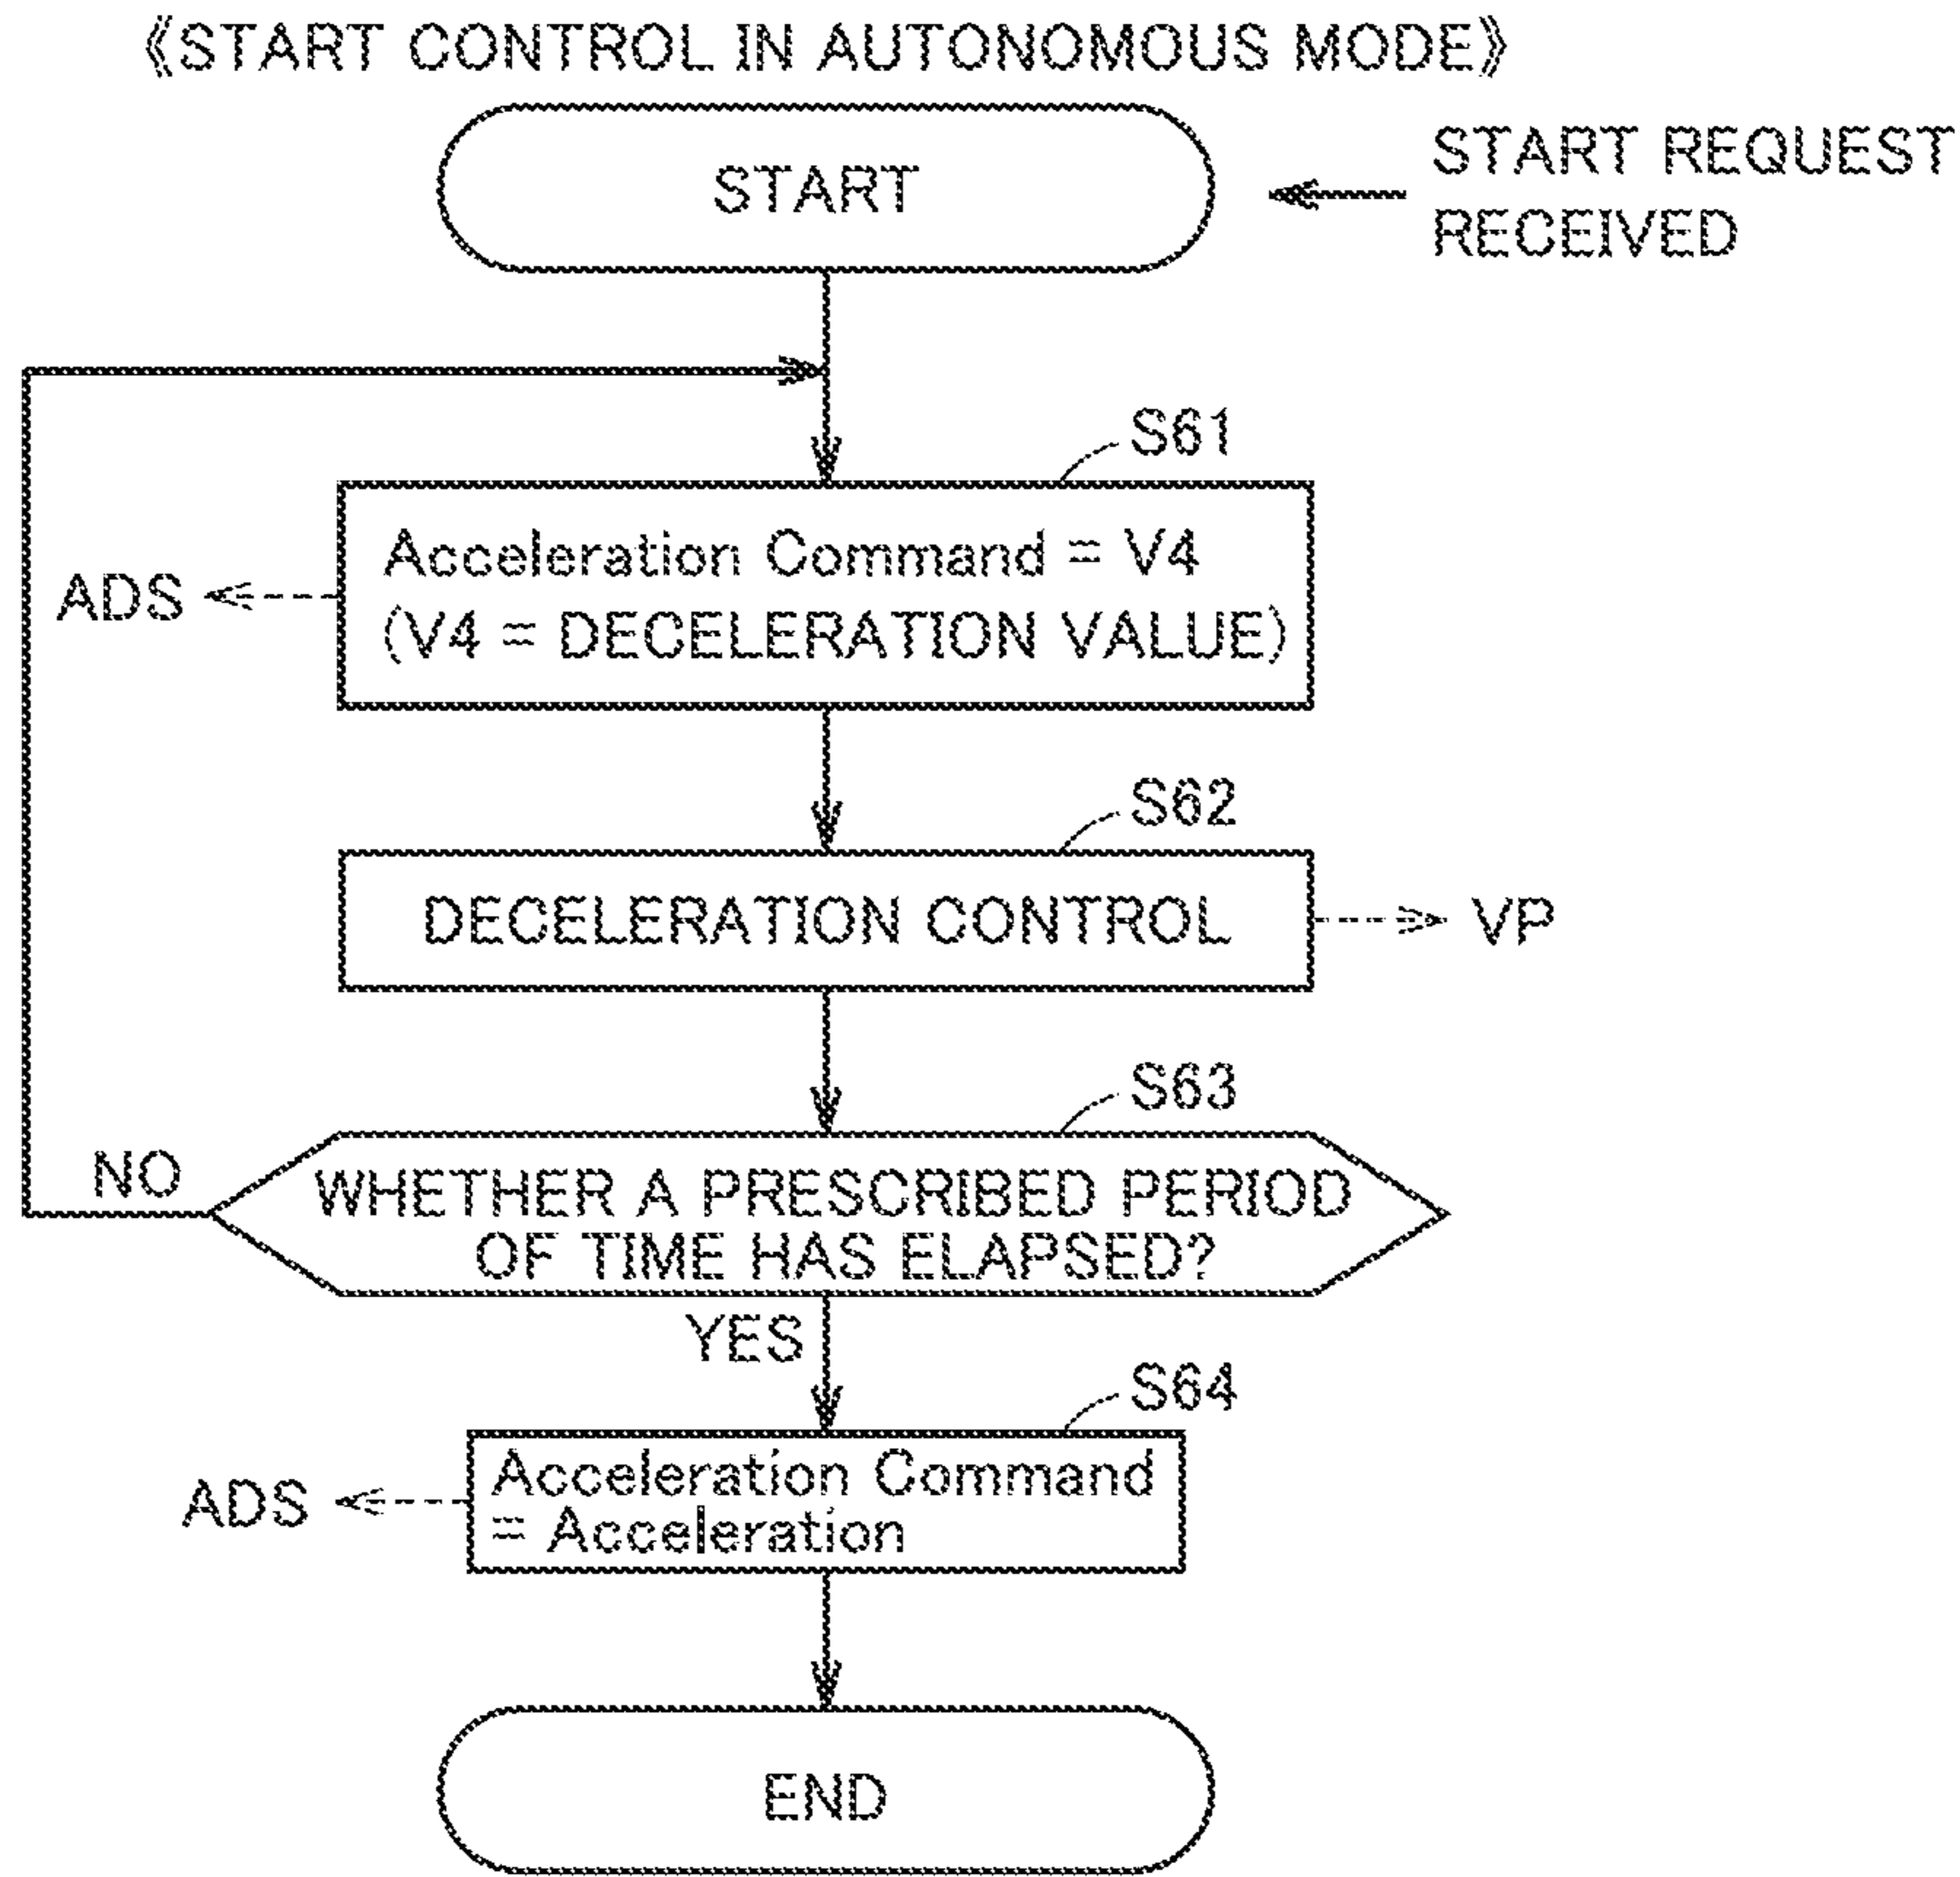 《START CONTROL IN AUTONOMOUS MODE》
START
START REQUEST
RECEIVED
S61
Acceleration Command = V4
(V4 = DECELERATION VALUE)
ADS
S62
DECELERATION CONTROL
VP
S63
WHETHER A PRESCRIBED PERIOD
OF TIME HAS ELAPSED?
NO
YES
S64
Acceleration Command
= Acceleration
ADS
END